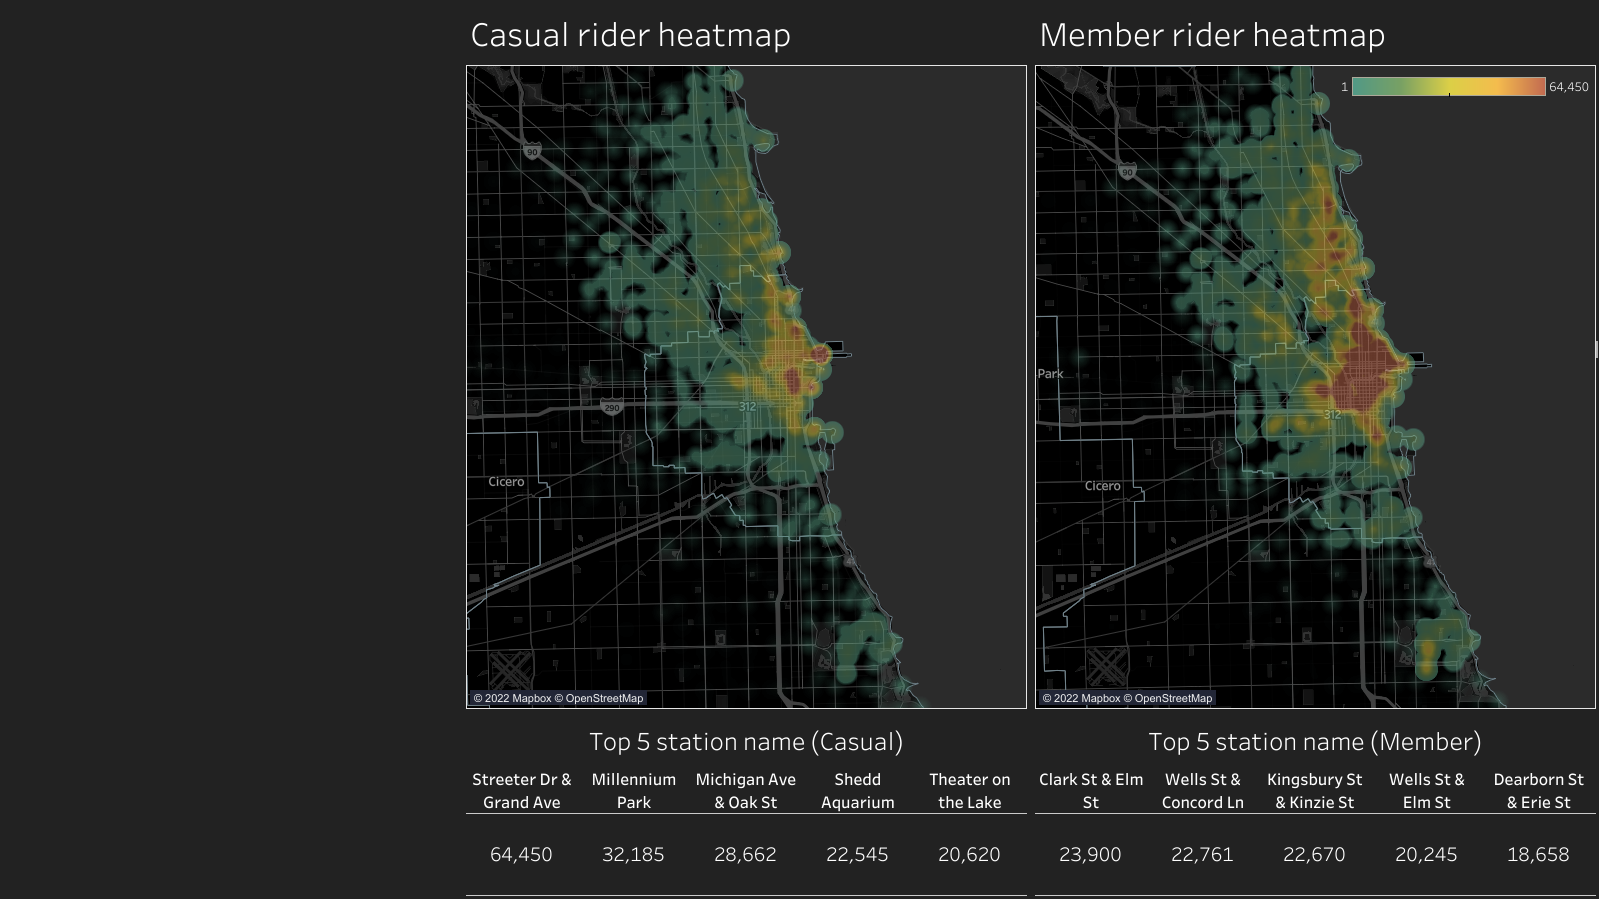 Casual rider heatmap
Member rider heatmap
90
290
312
Cicero
© 2022 Mapbox © OpenStreetMap
1
64,450
90
Park
312
Cicero
© 2022 Mapbox © OpenStreetMap
Top 5 station name (Casual)
Streeter Dr &
Grand Ave
Millennium
Park
Michigan Ave
& Oak St
Shedd
Aquarium
Theater on
the Lake
64,450
32,185
28,662
22,545
20,620
Top 5 station name (Member)
Clark St & Elm
St
Wells St &
Concord Ln
Kingsbury St
& Kinzie St
Wells St &
Elm St
Dearborn St
& Erie St
23,900
22,761
22,670
20,245
18,658